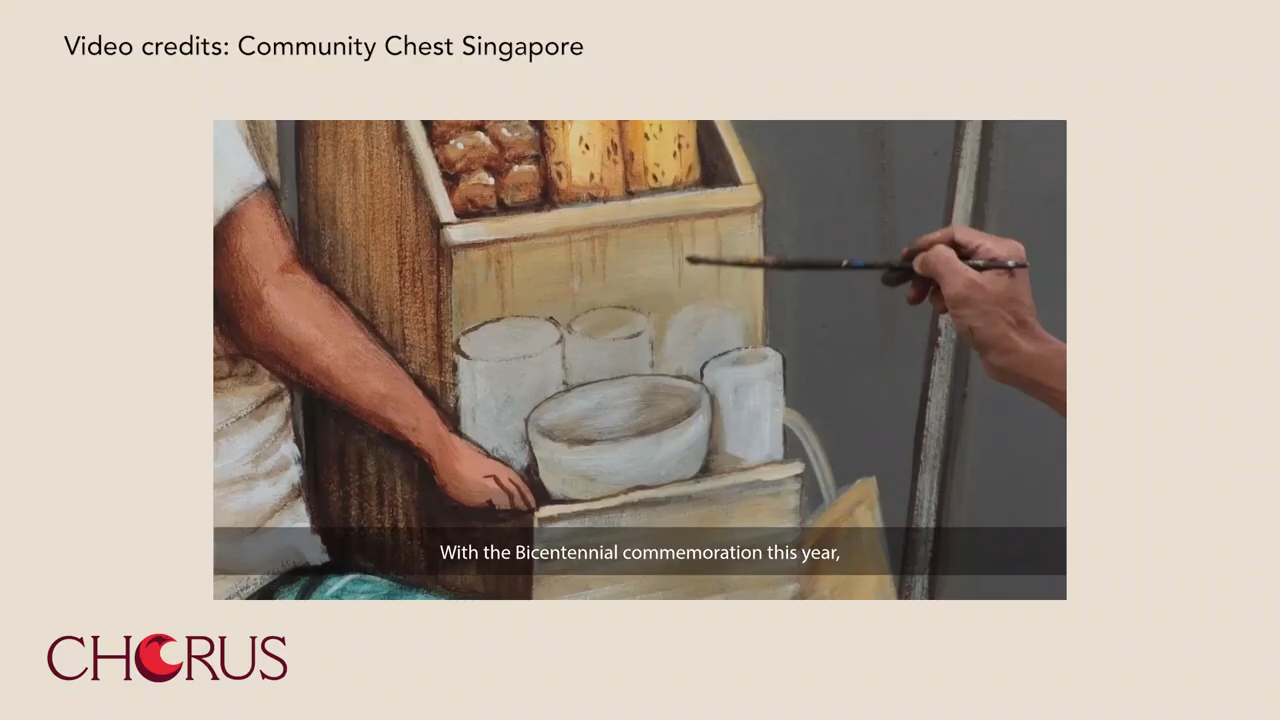 Video credits: Community Chest Singapore
With the Bicentennial commemoration this year,
CHORUS